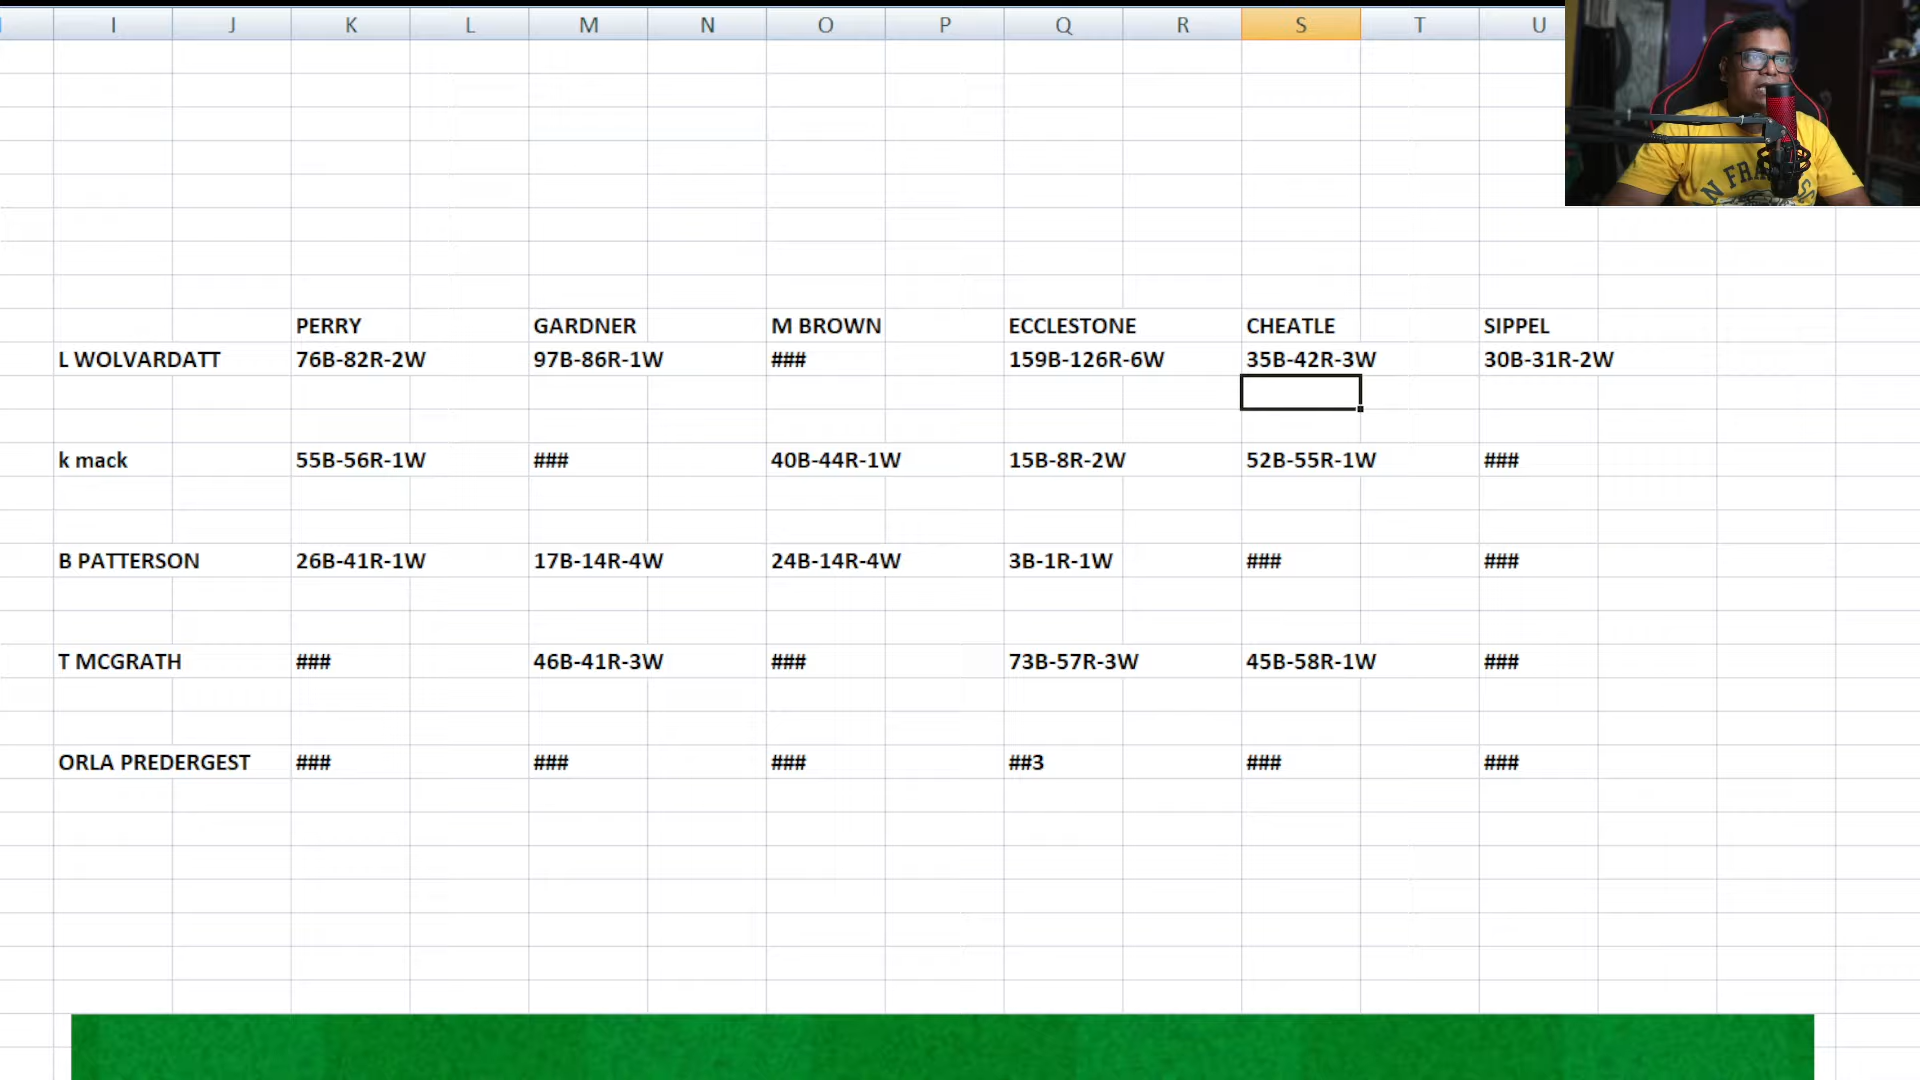 I J K L M N O P Q R S T U
PERRY GARDNER M BROWN ECCLESTONE CHEATLE SIPPEL
L WOLVARDATT 76B-82R-2W 97B-86R-1W ### 159B-126R-6W 35B-42R-3W 30B-31R-2W
k mack 55B-56R-1W ### 40B-44R-1W 15B-8R-2W 52B-55R-1W ###
B PATTERSON 26B-41R-1W 17B-14R-4W 24B-14R-4W 3B-1R-1W ### ###
T MCGRATH ### 46B-41R-3W ### 73B-57R-3W 45B-58R-1W ###
ORLA PREDERGEST ### ### ### ##3 ### ###